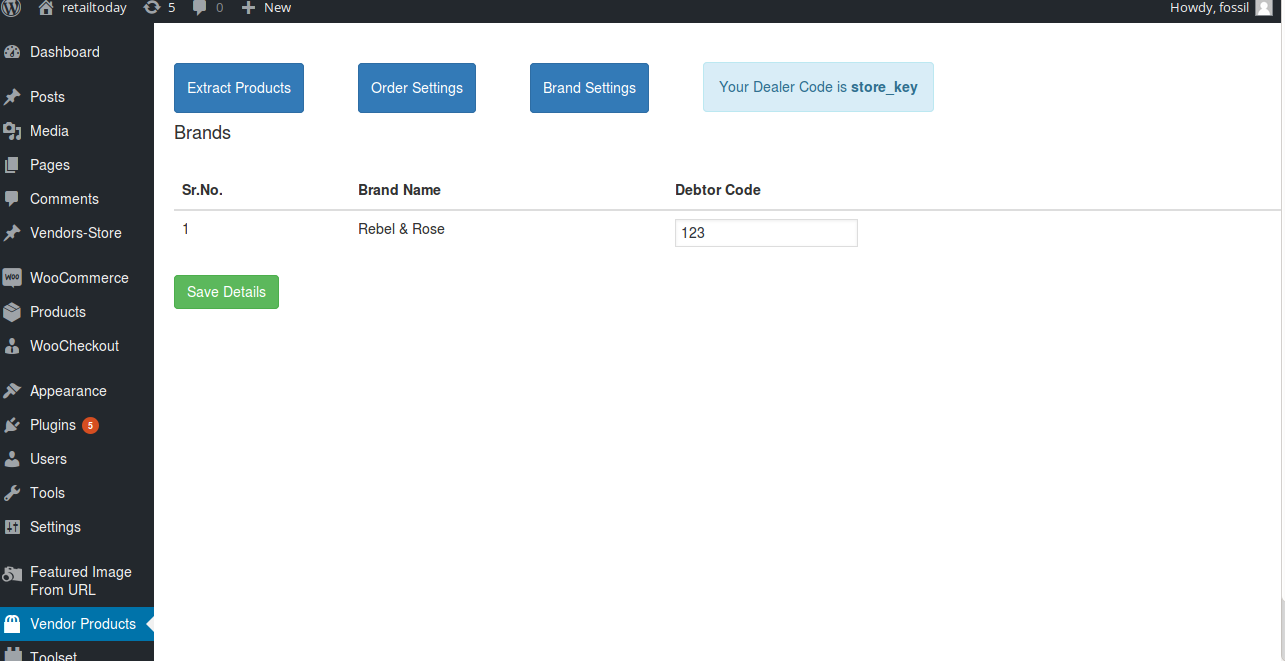 retailtoday 5 0 New Howdy, fossil
Dashboard
Posts
Media
Pages
Comments
Vendors-Store
WOO WooCommerce
Products
WooCheckout
Appearance
Plugins 5
Users
Tools
Settings
Featured Image
From URL
Vendor Products
Toolset
Extract Products Order Settings Brand Settings Your Dealer Code is store_key
Brands
Sr.No. Brand Name Debtor Code
1 Rebel & Rose 123
Save Details